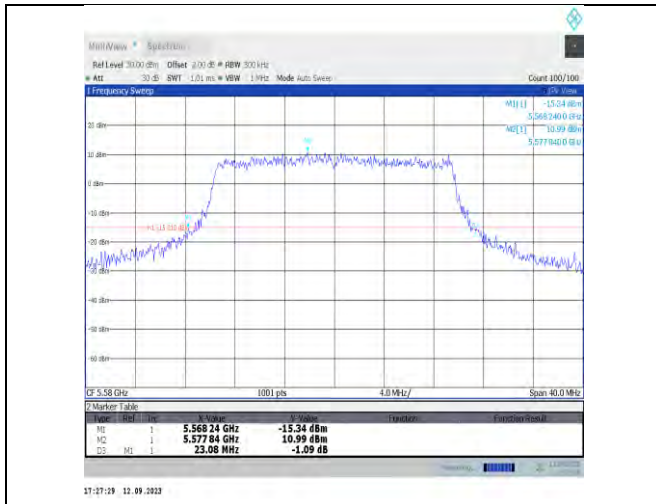 MultiView Spectrum
Ref Level 30.00 dBm Offset 2.00 dB RBW 300 kHz
Att 30 dB SWT 1.01 ms VBW 1 MHz Mode Auto Sweep Count 100/100
1 Frequency Sweep View
M1[1] -15.34 dBm
5.568240 0 GHz
M2[1] 10.99 dBm
5.577840 0 GHz
20 dBm
10 dBm
0 dBm
-10 dBm
-20 dBm
-30 dBm
-40 dBm
-50 dBm
-60 dBm
CF 5.58 GHz 1001 pts 4.0 MHz/ Span 40.0 MHz
2 Marker Table
Type Ref Trc X-Value Y-Value Function Function Result
M1 1 5.568 24 GHz -15.34 dBm
M2 1 5.577 84 GHz 10.99 dBm
D3 M1 1 23.08 MHz -1.09 dB
17:27:29 12.09.2023